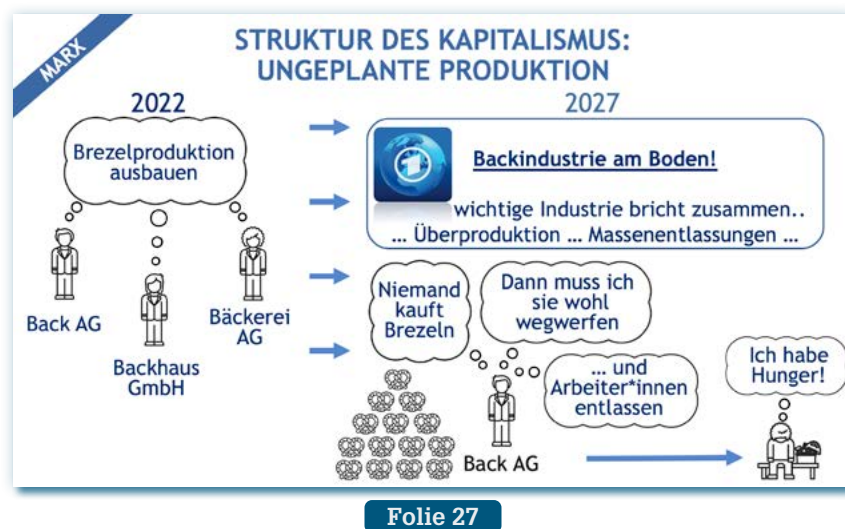 MARX
STRUKTUR DES KAPITALISMUS:
UNGEPLANTE PRODUKTION
2022
Brezelproduktion
ausbauen
Back AG
Backhaus
GmbH
Bäckerei
AG
2027
Backindustrie am Boden!
wichtige Industrie bricht zusammen..
... Überproduktion ... Massenentlassungen ...
Niemand
kauft
Brezeln
Dann muss ich
sie wohl
wegwerfen
... und
Arbeiter*innen
entlassen
Back AG
Ich habe
Hunger!
Folie 27